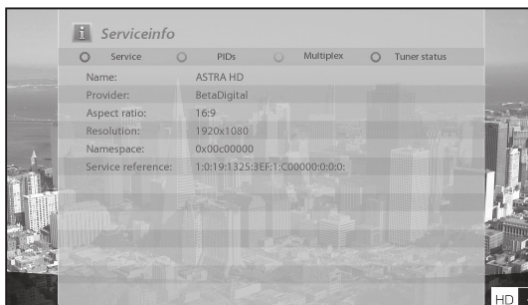 i Serviceinfo
Service PIDs Multiplex Tuner status
Name: ASTRA HD
Provider: BetaDigital
Aspect ratio: 16:9
Resolution: 1920x1080
Namespace: 0x00c00000
Service reference: 1:0:19:1325:3EF:1:C00000:0:0:0:
HD